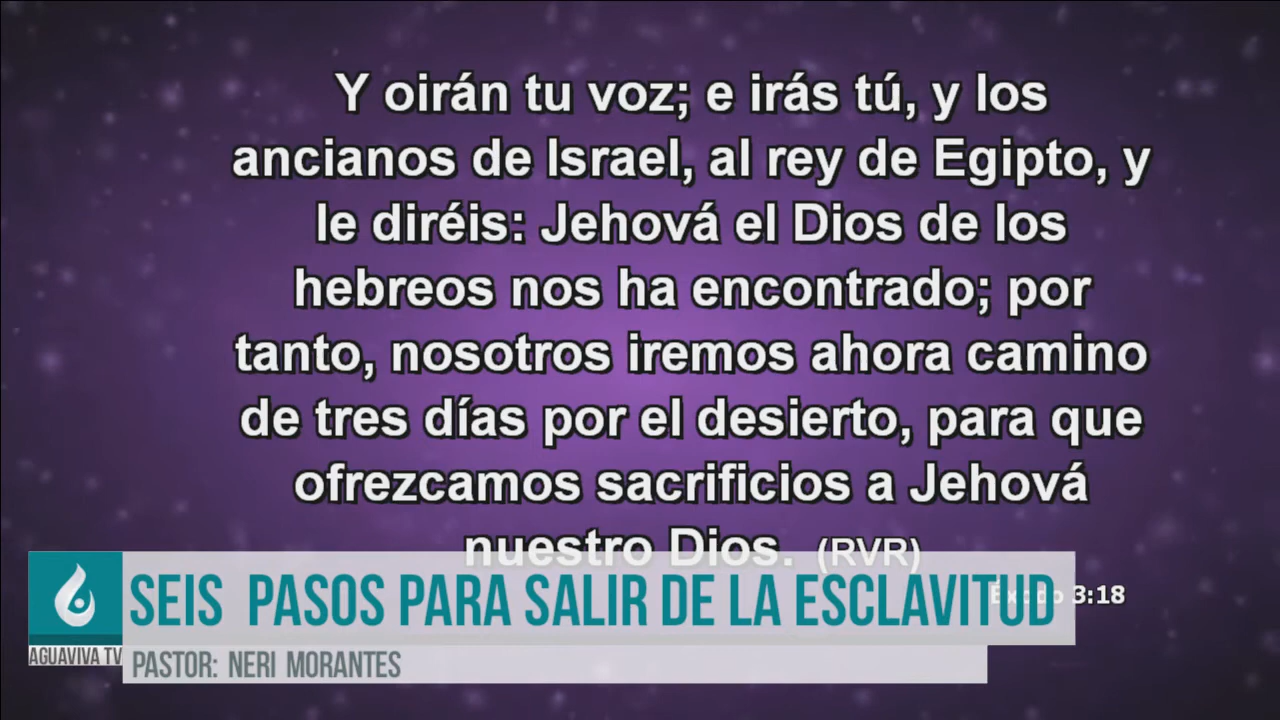 Y oirán tu voz; e irás tú, y los
ancianos de Israel, al rey de Egipto, y
le diréis: Jehová el Dios de los
hebreos nos ha encontrado; por
tanto, nosotros iremos ahora camino
de tres días por el desierto, para que
ofrezcamos sacrificios a Jehová
nuestro Dios. (RVR)
Éxodo 3:18
SEIS PASOS PARA SALIR DE LA ESCLAVITUD
AGUAVIVA TV
PASTOR: NERI MORANTES